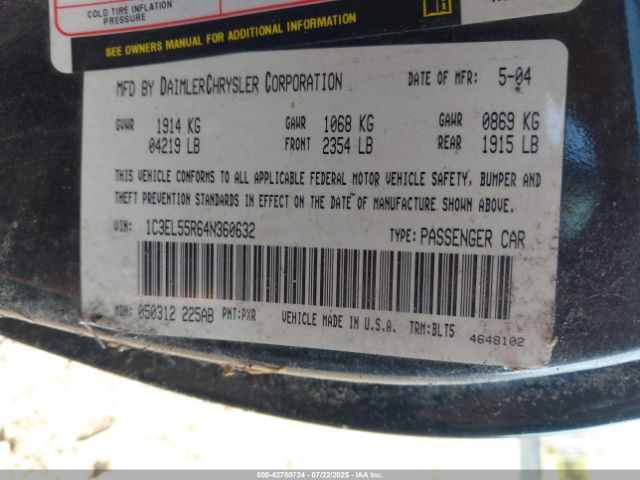 COLD TIRE INFLATION
PRESSURE
SEE OWNERS MANUAL FOR ADDITIONAL INFORMATION
MFD BY DAIMLERCHRYSLER CORPORATION DATE OF MFR: 5-04
GVWR 1914 KG GAWR 1068 KG GAWR 0869 KG
04219 LB FRONT 2354 LB REAR 1915 LB
THIS VEHICLE CONFORMS TO ALL APPLICABLE FEDERAL MOTOR VEHICLE SAFETY, BUMPER AND
THEFT PREVENTION STANDARDS IN EFFECT ON THE DATE OF MANUFACTURE SHOWN ABOVE.
VIN: 1C3EL55R64N360632 TYPE: PASSENGER CAR
MDH: 050312 225AB PNT:PXR VEHICLE MADE IN U.S.A. TRM:BLT5
4648102
000-42780724 - 07/22/2025 - IAAI.com